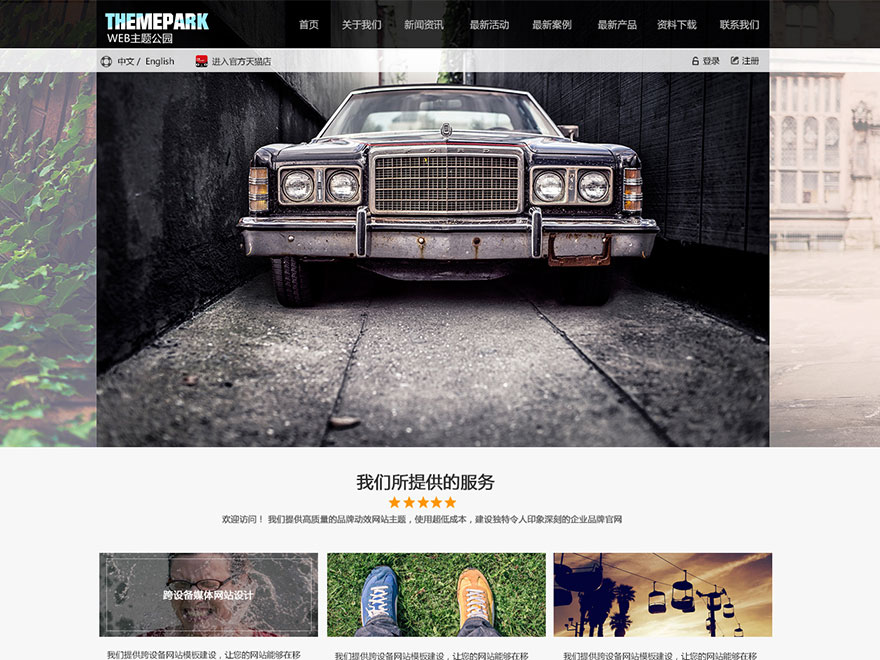 THEMEPARK
WEB主题公园
首页 关于我们 新闻资讯 最新活动 最新案例 最新产品 资料下载 联系我们
中文 / English 进入官方天猫店 登录 注册
我们所提供的服务
欢迎访问！ 我们提供高质量的品牌动效网站主题，使用超低成本，建设独特令人印象深刻的企业品牌官网
跨设备媒体网站设计
我们提供跨设备网站模板建设，让您的网站能够在移
我们提供跨设备网站模板建设，让您的网站能够在移
我们提供跨设备网站模板建设，让您的网站能够在移